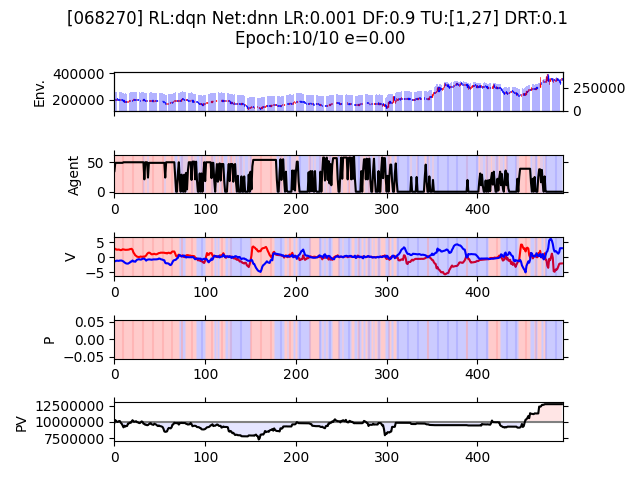 [068270] RL:dqn Net:dnn LR:0.001 DF:0.9 TU:[1,27] DRT:0.1
Epoch:10/10 e=0.00
Env.
400000
200000
250000
0
Agent
50
0
0 100 200 300 400
V
5
0
−5
0 100 200 300 400
P
0.05
0.00
−0.05
0 100 200 300 400
PV
12500000
10000000
7500000
0 100 200 300 400